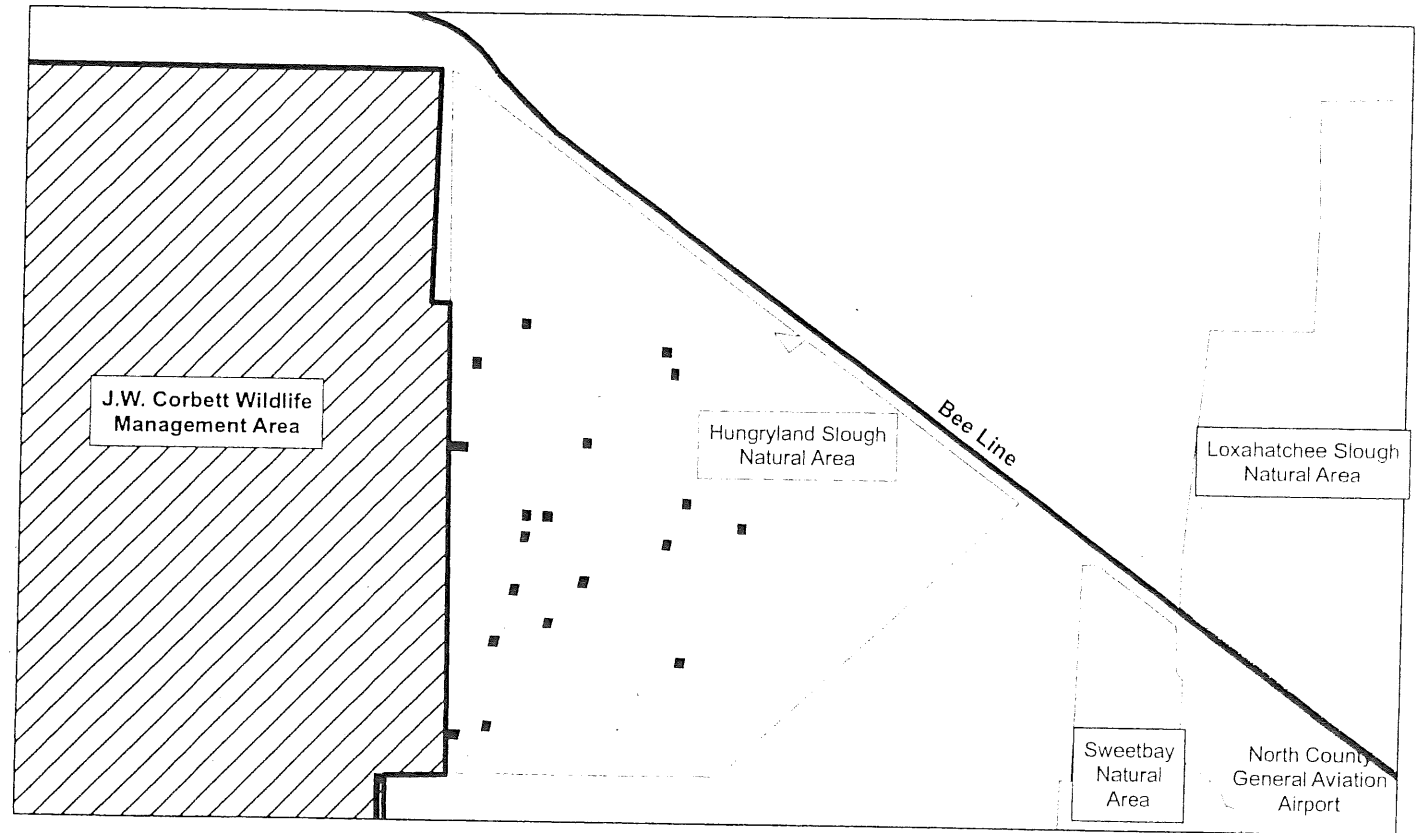 J.W. Corbett Wildlife
Management Area
Hungryland Slough
Natural Area
Bee Line
Loxahatchee Slough
Natural Area
Sweetbay
Natural
Area
North County
General Aviation
Airport